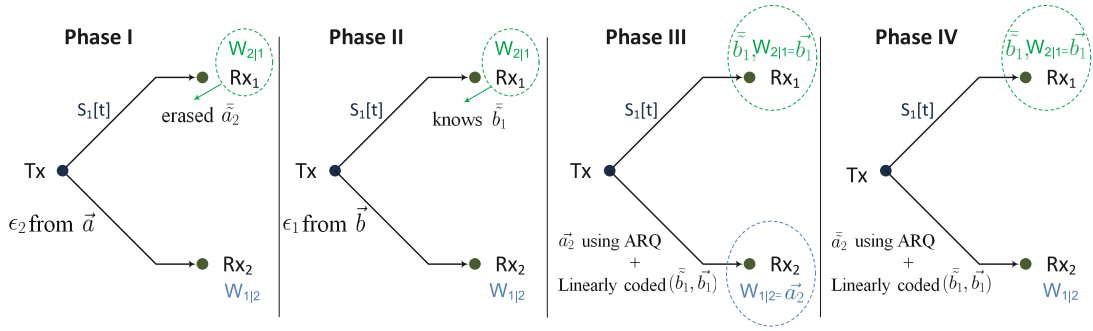 Phase I
W₂|₁
Rx₁
S₁[t]
erased ã̄₂
Tx
ϵ₂ from a⃗
Rx₂
W₁|₂
Phase II
W₂|₁
Rx₁
S₁[t]
knows b̃̄₁
Tx
ϵ₁ from b⃗
Rx₂
W₁|₂
Phase III
b̃̄₁, W₂|₁= b⃗₁
Rx₁
S₁[t]
Tx
a⃗₂ using ARQ
+
Linearly coded (b̃̄₁, b⃗₁)
Rx₂
W₁|₂= a⃗₂
Phase IV
b̃̄₁, W₂|₁= b⃗₁
Rx₁
S₁[t]
Tx
ã̄₂ using ARQ
+
Linearly coded (b̃̄₁, b⃗₁)
Rx₂
W₁|₂